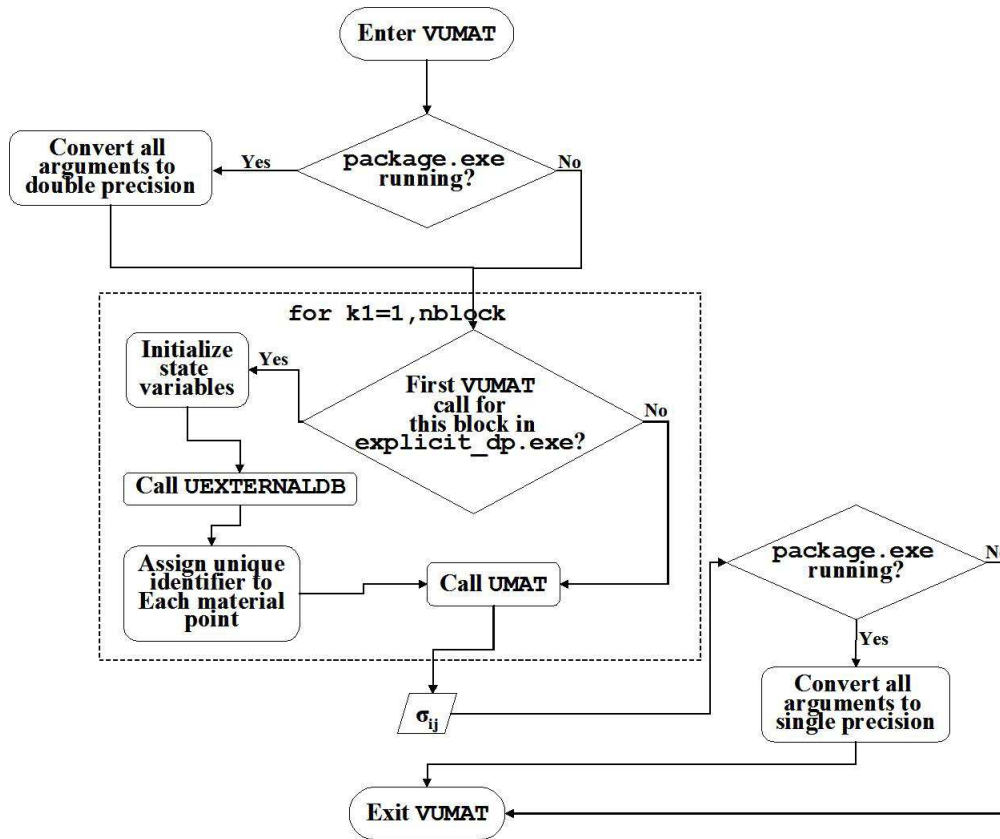 Enter VUMAT
package.exe
running?
Yes
No
Convert all
arguments to
double precision
for k1=1,nblock
First VUMAT
call for
this block in
explicit_dp.exe?
Yes
No
Initialize
state
variables
Call UEXTERNALDB
Assign unique
identifier to
Each material
point
Call UMAT
σij
package.exe
running?
No
Yes
Convert all
arguments to
single precision
Exit VUMAT